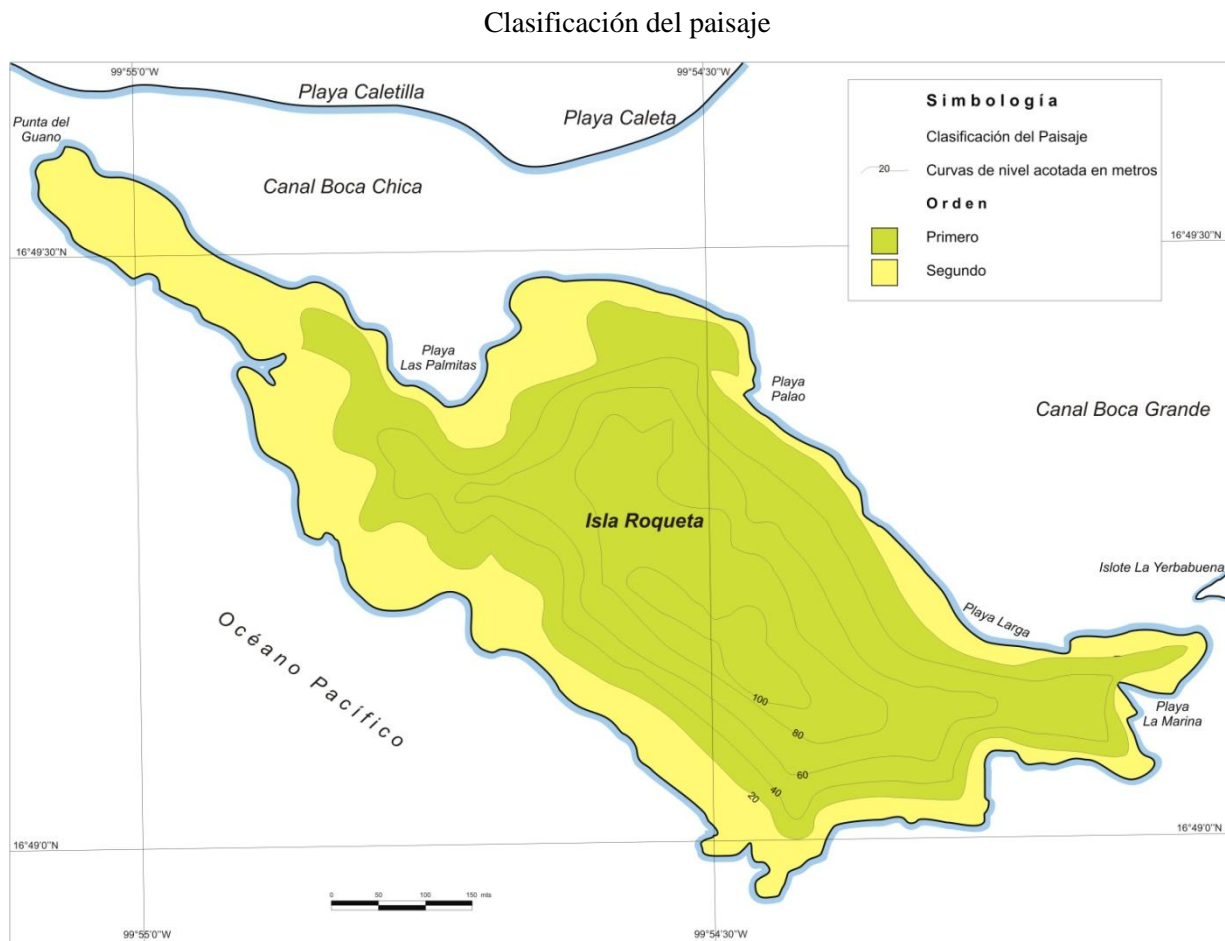 Clasificación del paisaje
99°55'0''W
99°54'30''W
Playa Caletilla
Playa Caleta
Punta del
Guano
Canal Boca Chica
Simbología
Clasificación del Paisaje
20
Curvas de nivel acotada en metros
Orden
Primero
Segundo
16°49'30''N
16°49'30''N
Playa
Las Palmitas
Playa
Palao
Canal Boca Grande
Isla Roqueta
Islote La Yerbabuena
Playa Larga
Océano Pacífico
Playa
La Marina
100
80
60
40
20
16°49'0''N
16°49'0''N
0 50 100 150 mts
99°55'0''W
99°54'30''W